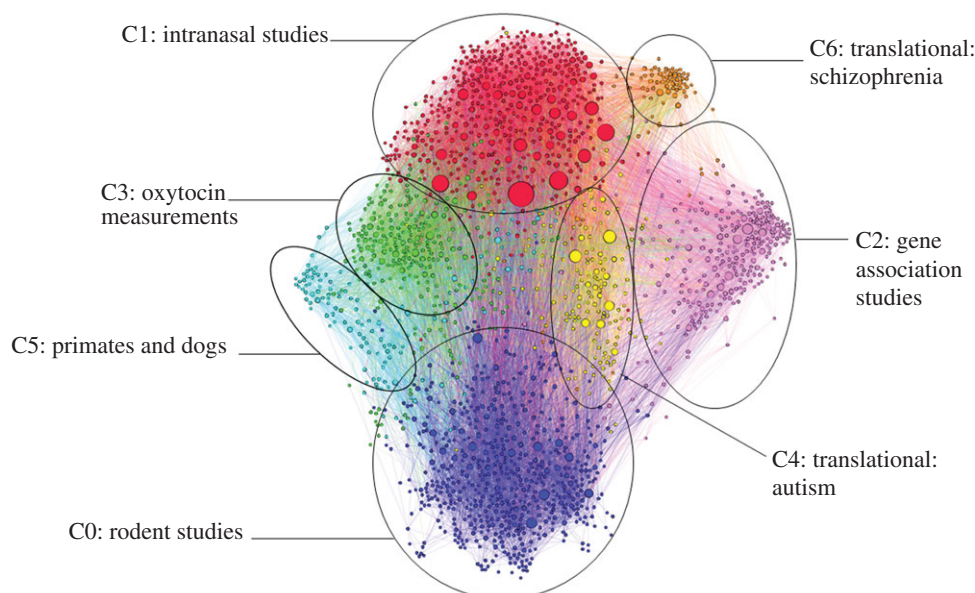 C1: intranasal studies
C6: translational:
schizophrenia
C3: oxytocin
measurements
C2: gene
association
studies
C5: primates and dogs
C4: translational:
autism
C0: rodent studies